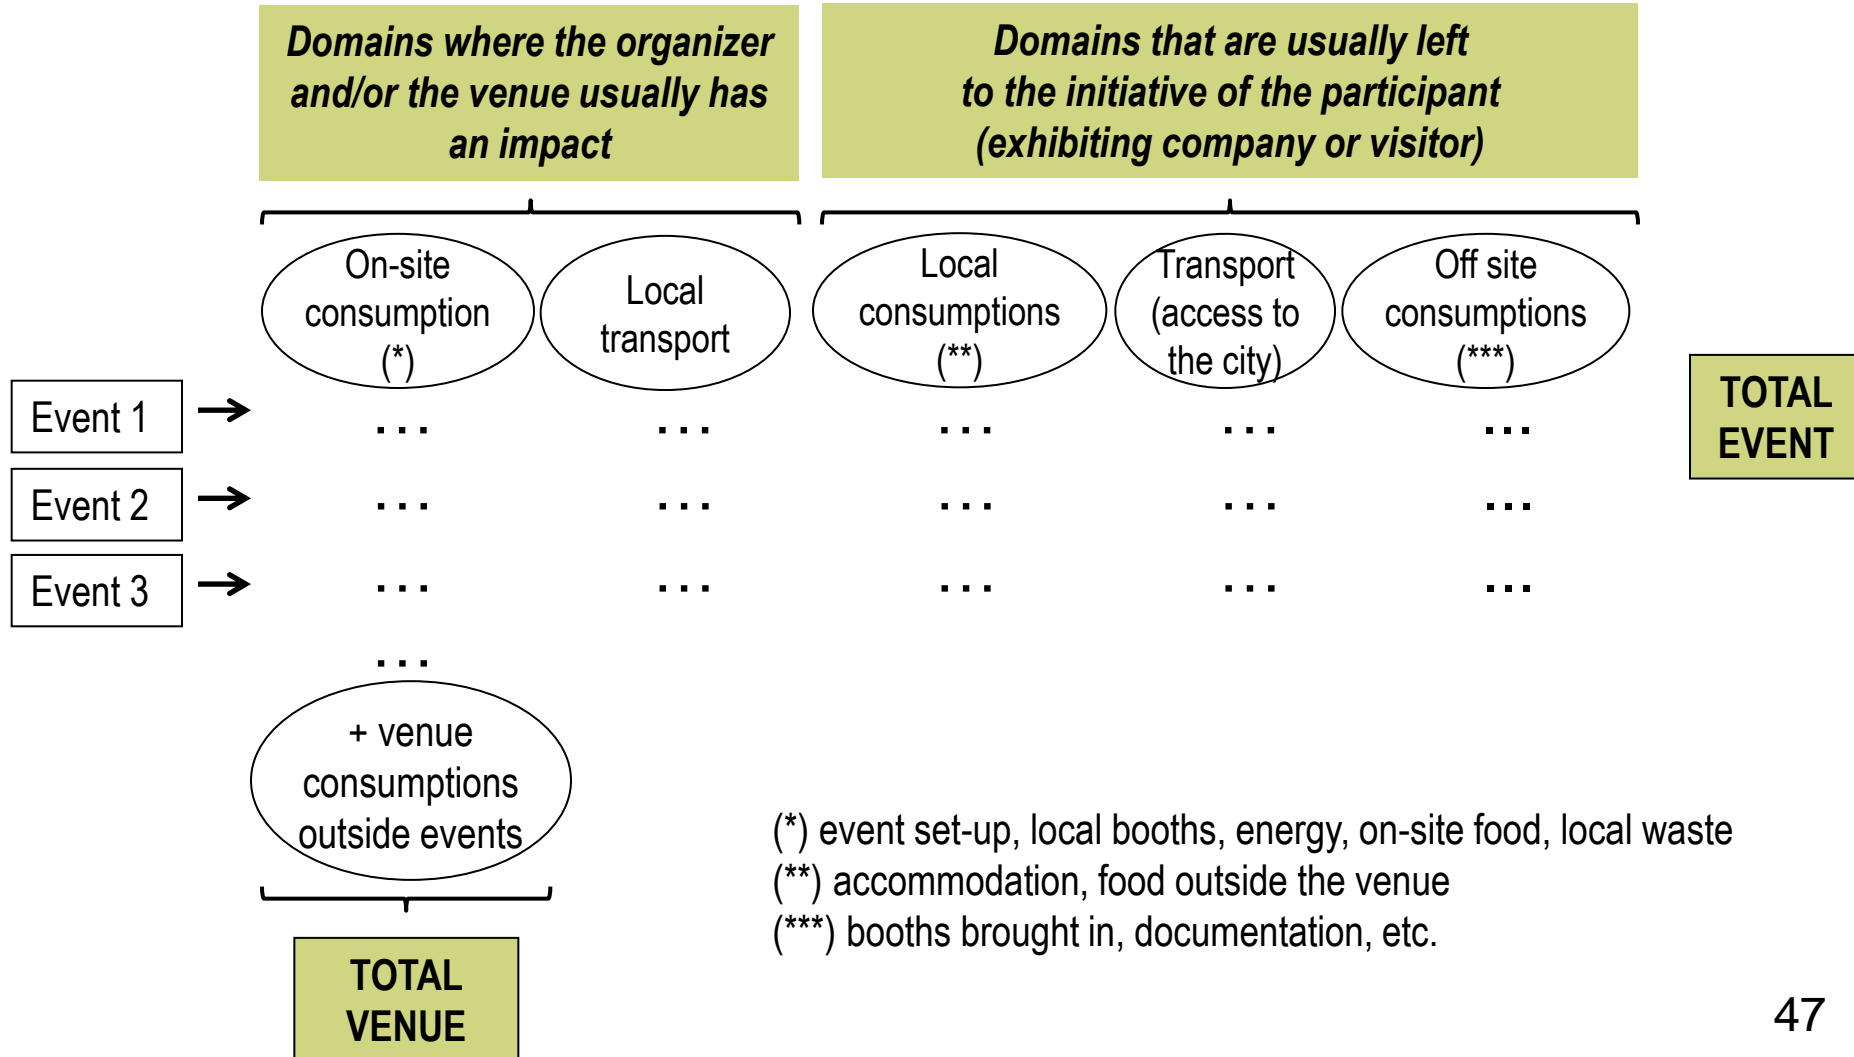 Domains where the organizer
and/or the venue usually has
an impact
Domains that are usually left
to the initiative of the participant
(exhibiting company or visitor)
On-site
consumption
(*)
Local
transport
Local
consumptions
(**)
Transport
(access to
the city)
Off site
consumptions
(***)
TOTAL
EVENT
Event 1
... ... ... ... ...
Event 2
... ... ... ... ...
Event 3
... ... ... ... ...
...
+ venue
consumptions
outside events
(*) event set-up, local booths, energy, on-site food, local waste
(**) accommodation, food outside the venue
(***) booths brought in, documentation, etc.
TOTAL
VENUE
47